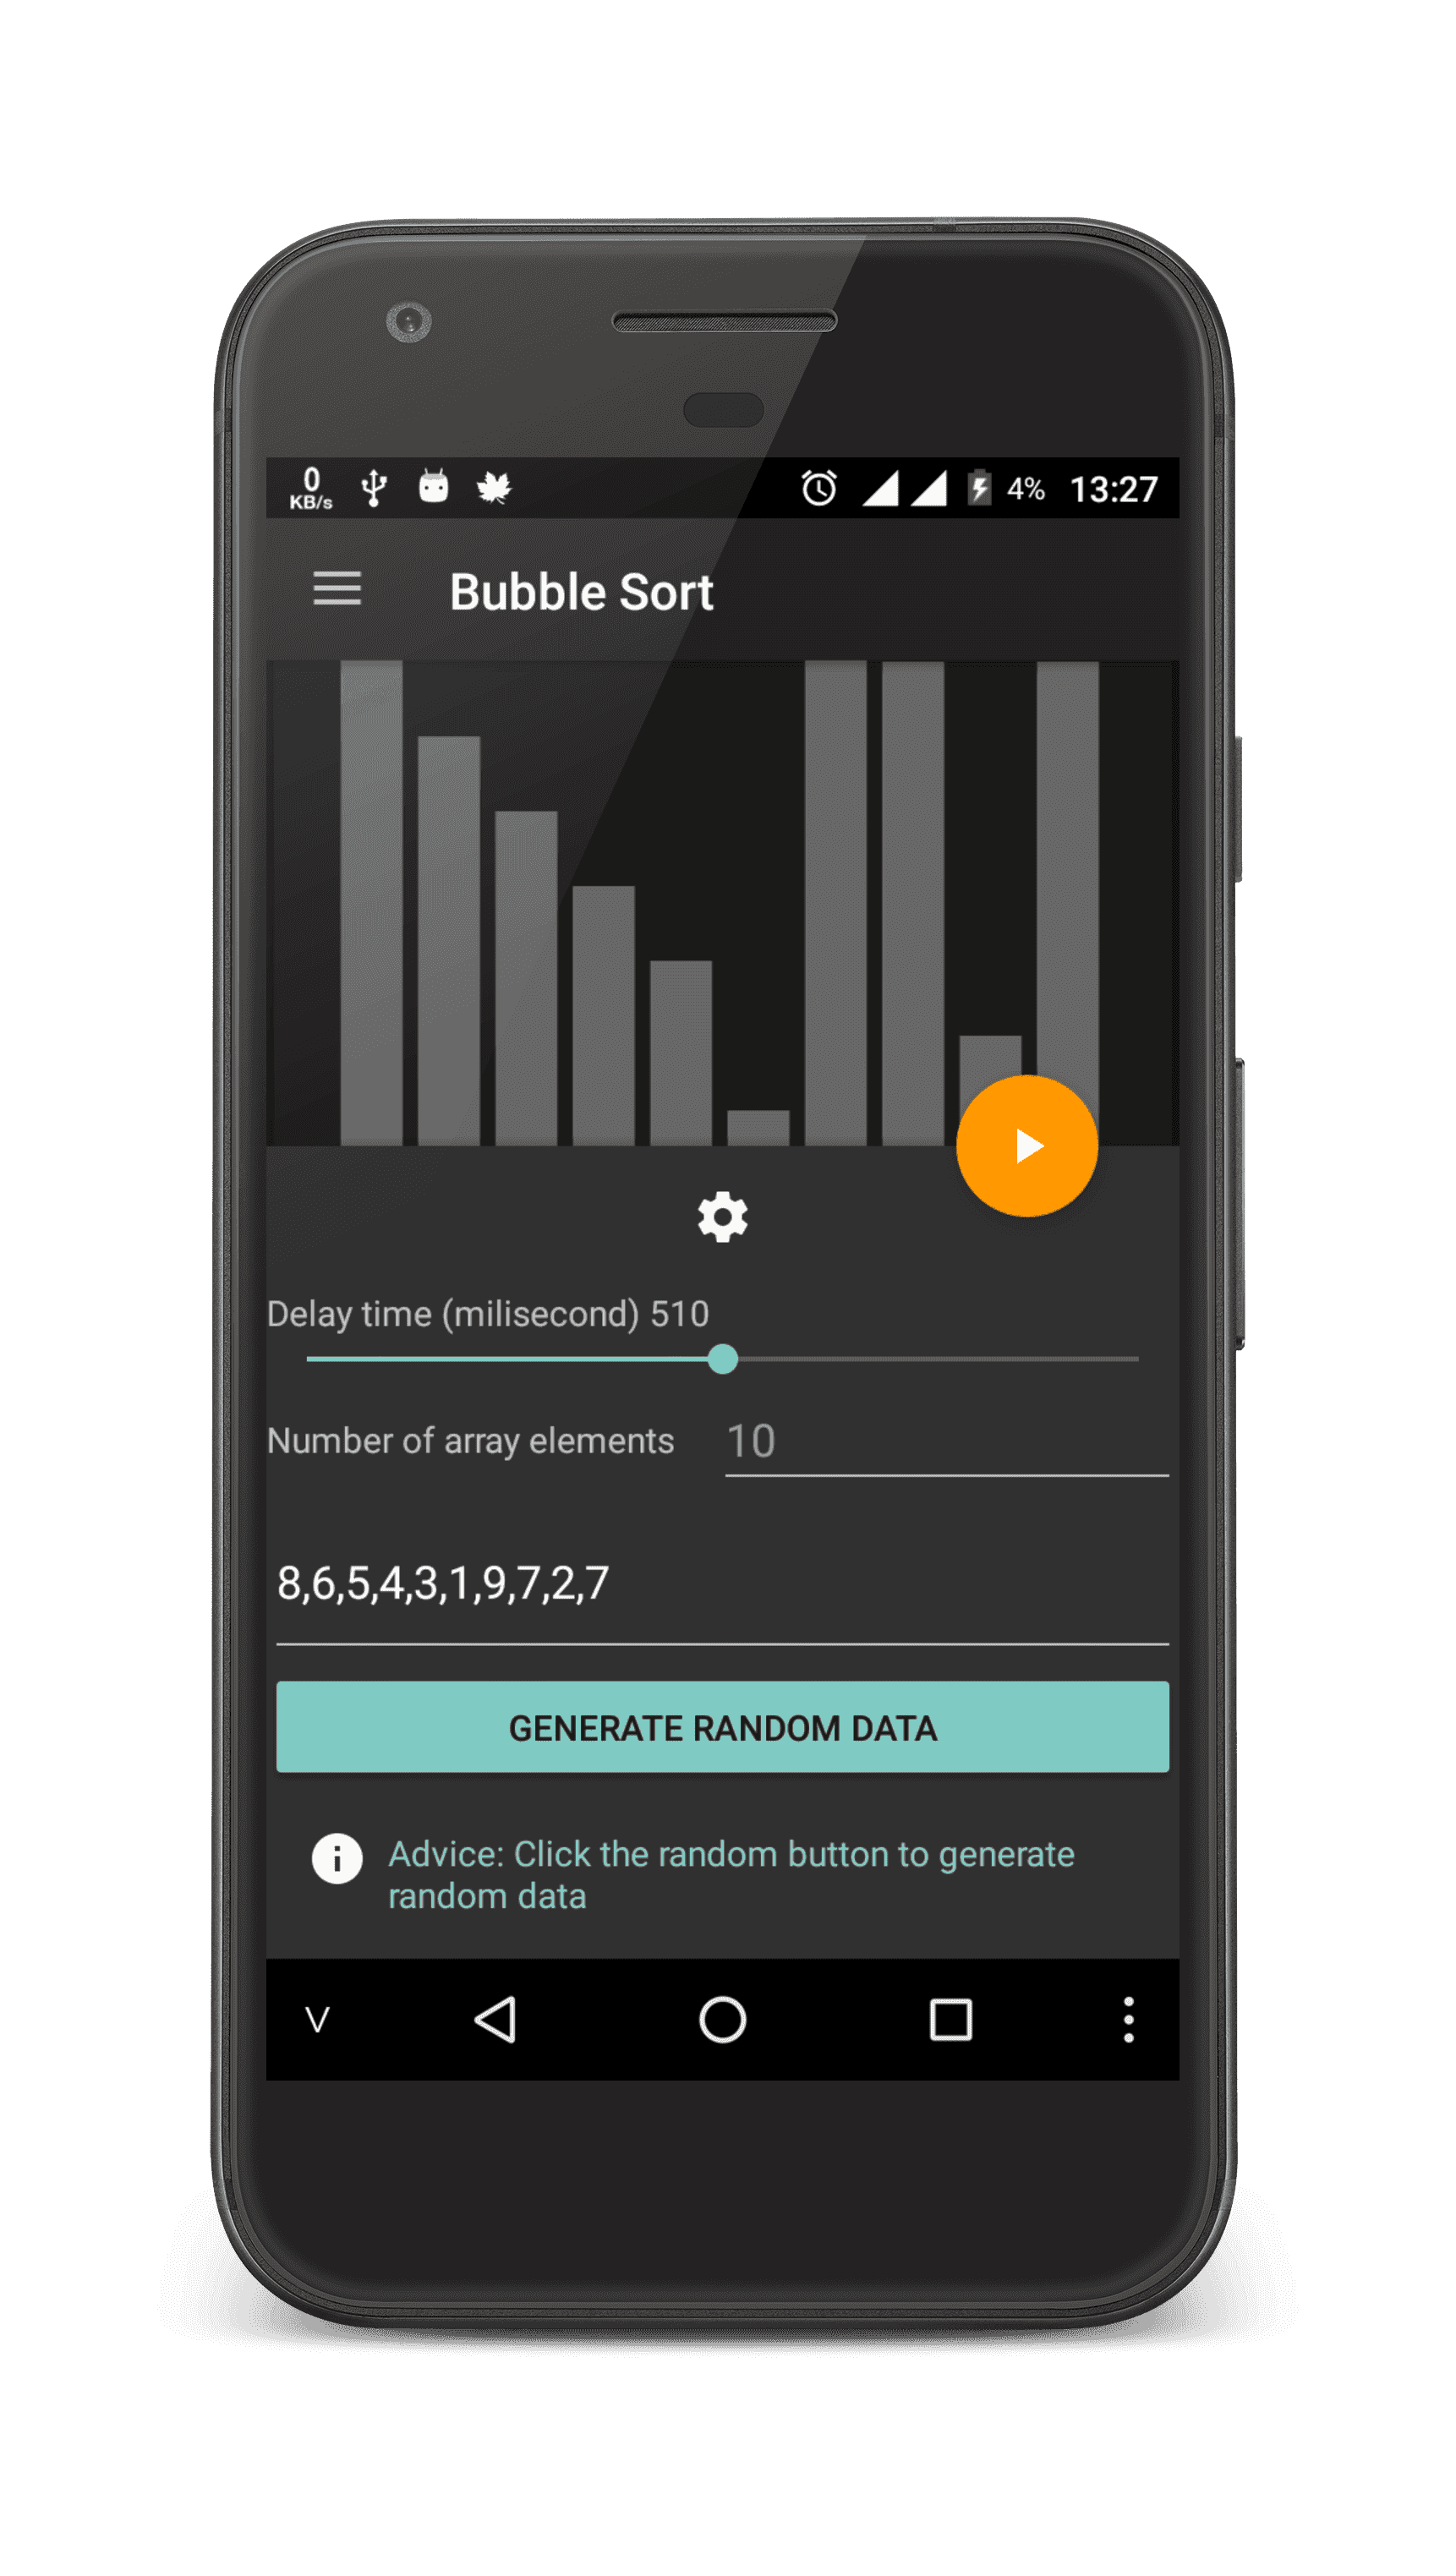 0
KB/s
4% 13:27
Bubble Sort
Delay time (milisecond) 510
Number of array elements 10
8,6,5,4,3,1,9,7,2,7
GENERATE RANDOM DATA
Advice: Click the random button to generate
random data